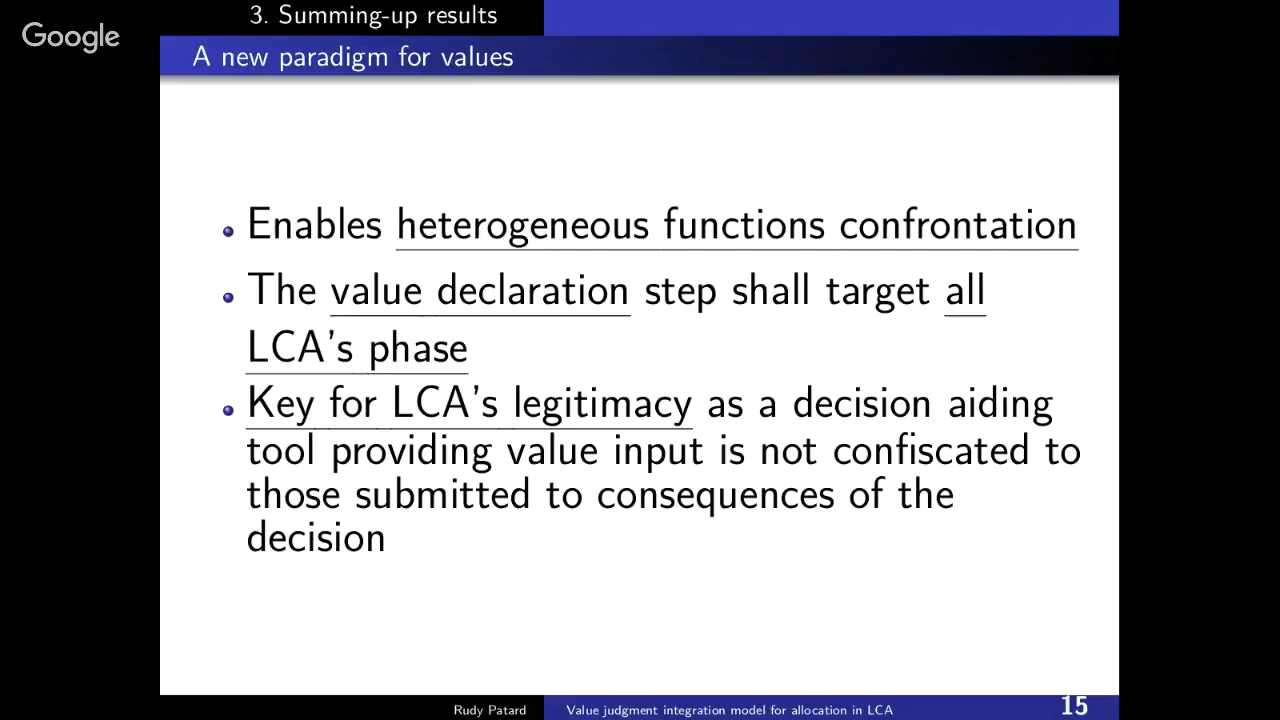 3. Summing-up results
Google
A new paradigm for values
Enables heterogeneous functions confrontation
The value declaration step shall target all
LCA's phase
Key for LCA's legitimacy as a decision aiding
tool providing value input is not confiscated to
those submitted to consequences of the
decision
Rudy Patard
Value judgment integration model for allocation in LCA
15